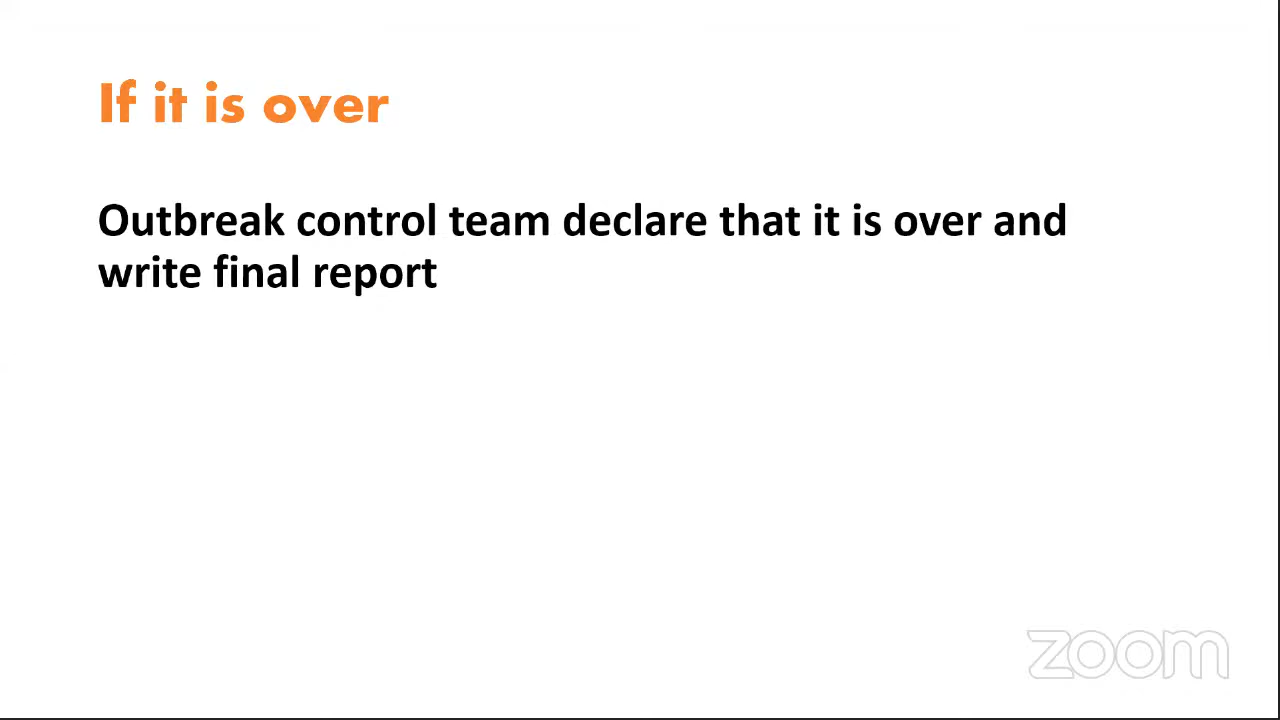 If it is over
Outbreak control team declare that it is over and
write final report
zoom